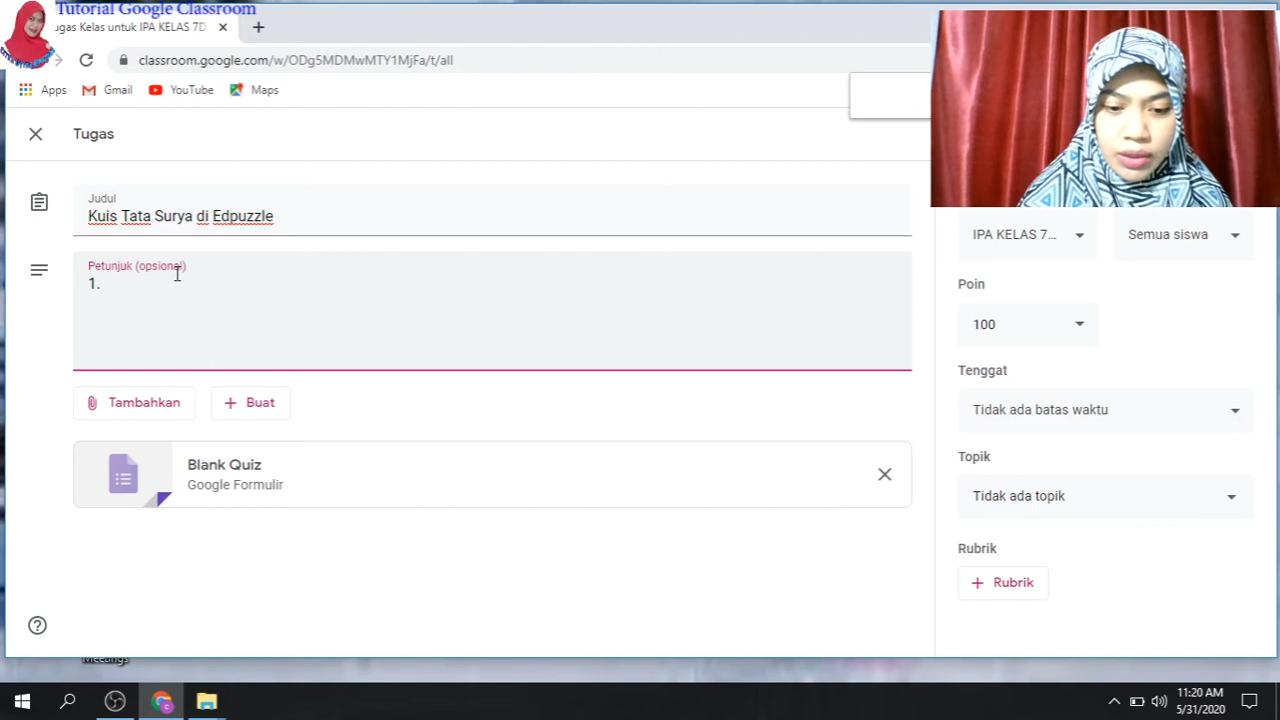 Tutorial Google Classroom
ugas Kelas untuk IPA KELAS 7D
classroom.google.com/w/ODg5MDMwMTY1MjFa/t/all
Apps
Gmail
YouTube
Maps
Tugas
Judul
Kuis Tata Surya di Edpuzzle
Petunjuk (opsional)
1.
Tambahkan
Buat
Blank Quiz
Google Formulir
IPA KELAS 7...
Semua siswa
Poin
100
Tenggat
Tidak ada batas waktu
Topik
Tidak ada topik
Rubrik
Rubrik
Meetings
11:20 AM
5/31/2020